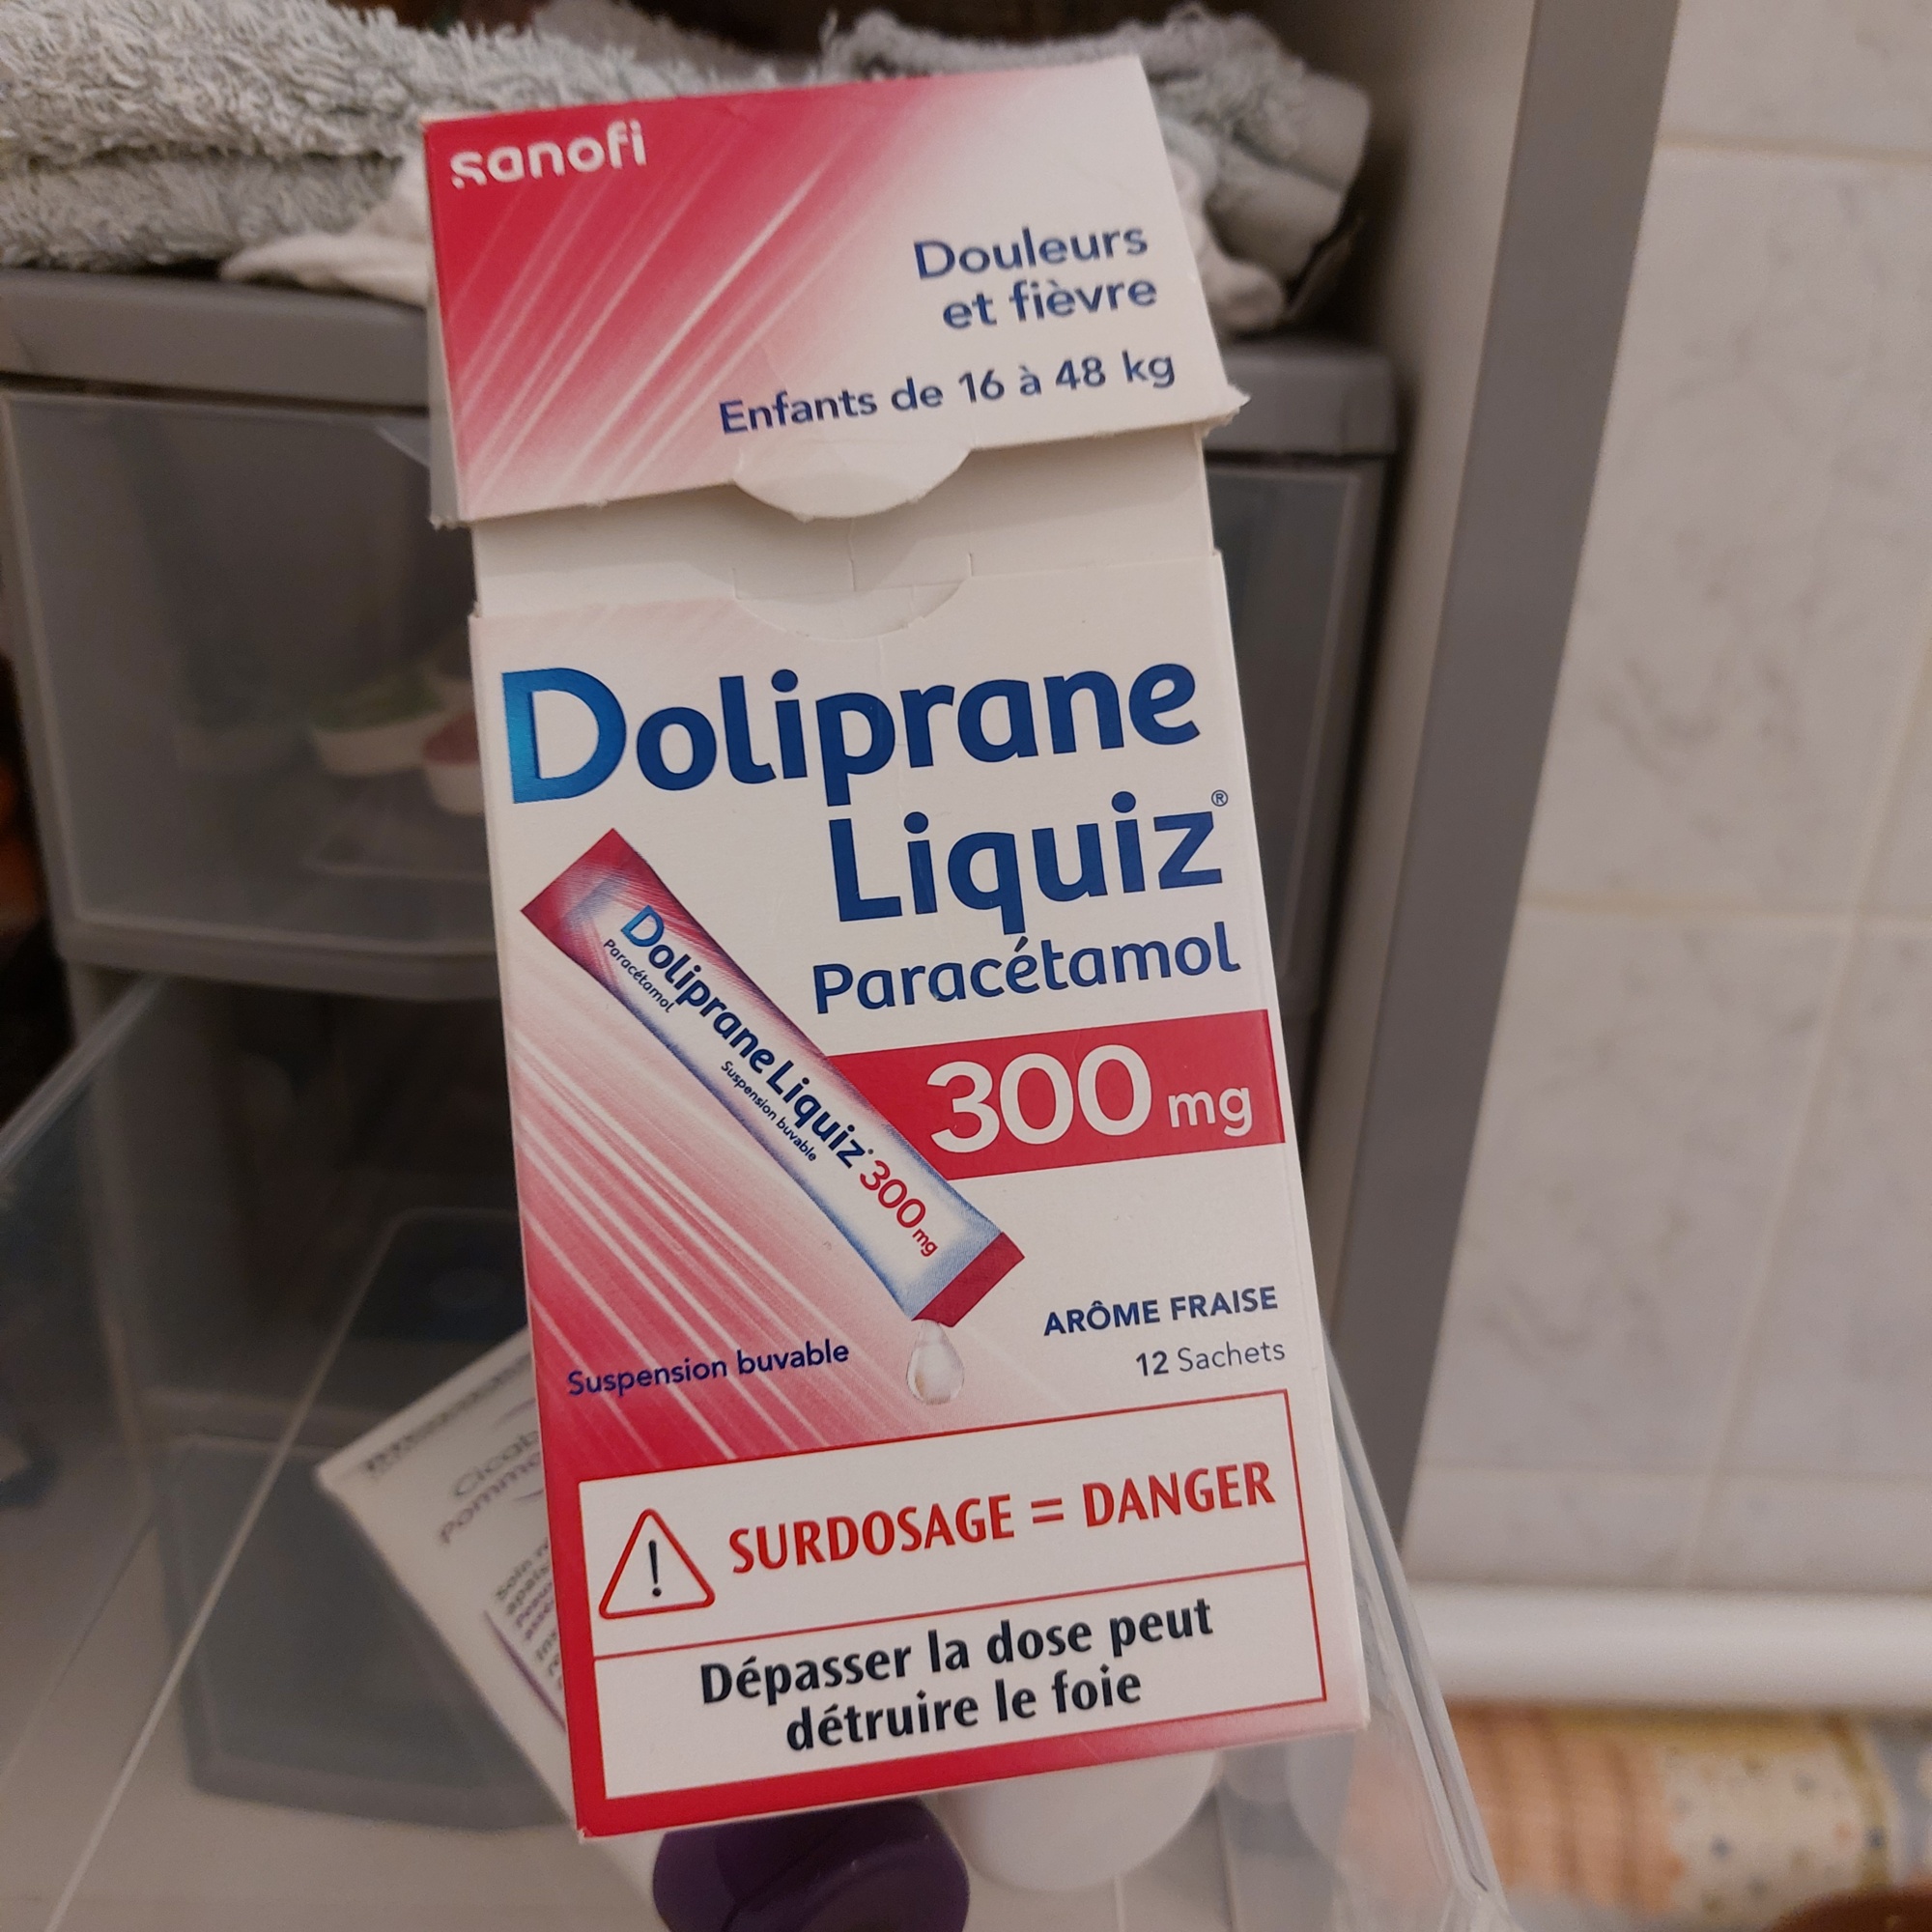 sanofi
Douleurs
et fièvre
Enfants de 16 à 48 kg
Doliprane
Liquiz®
Paracétamol
300 mg
Doliprane Liquiz® 300 mg
Paracétamol
Suspension buvable
ARÔME FRAISE
12 Sachets
Suspension buvable
SURDOSAGE = DANGER
Dépasser la dose peut
détruire le foie